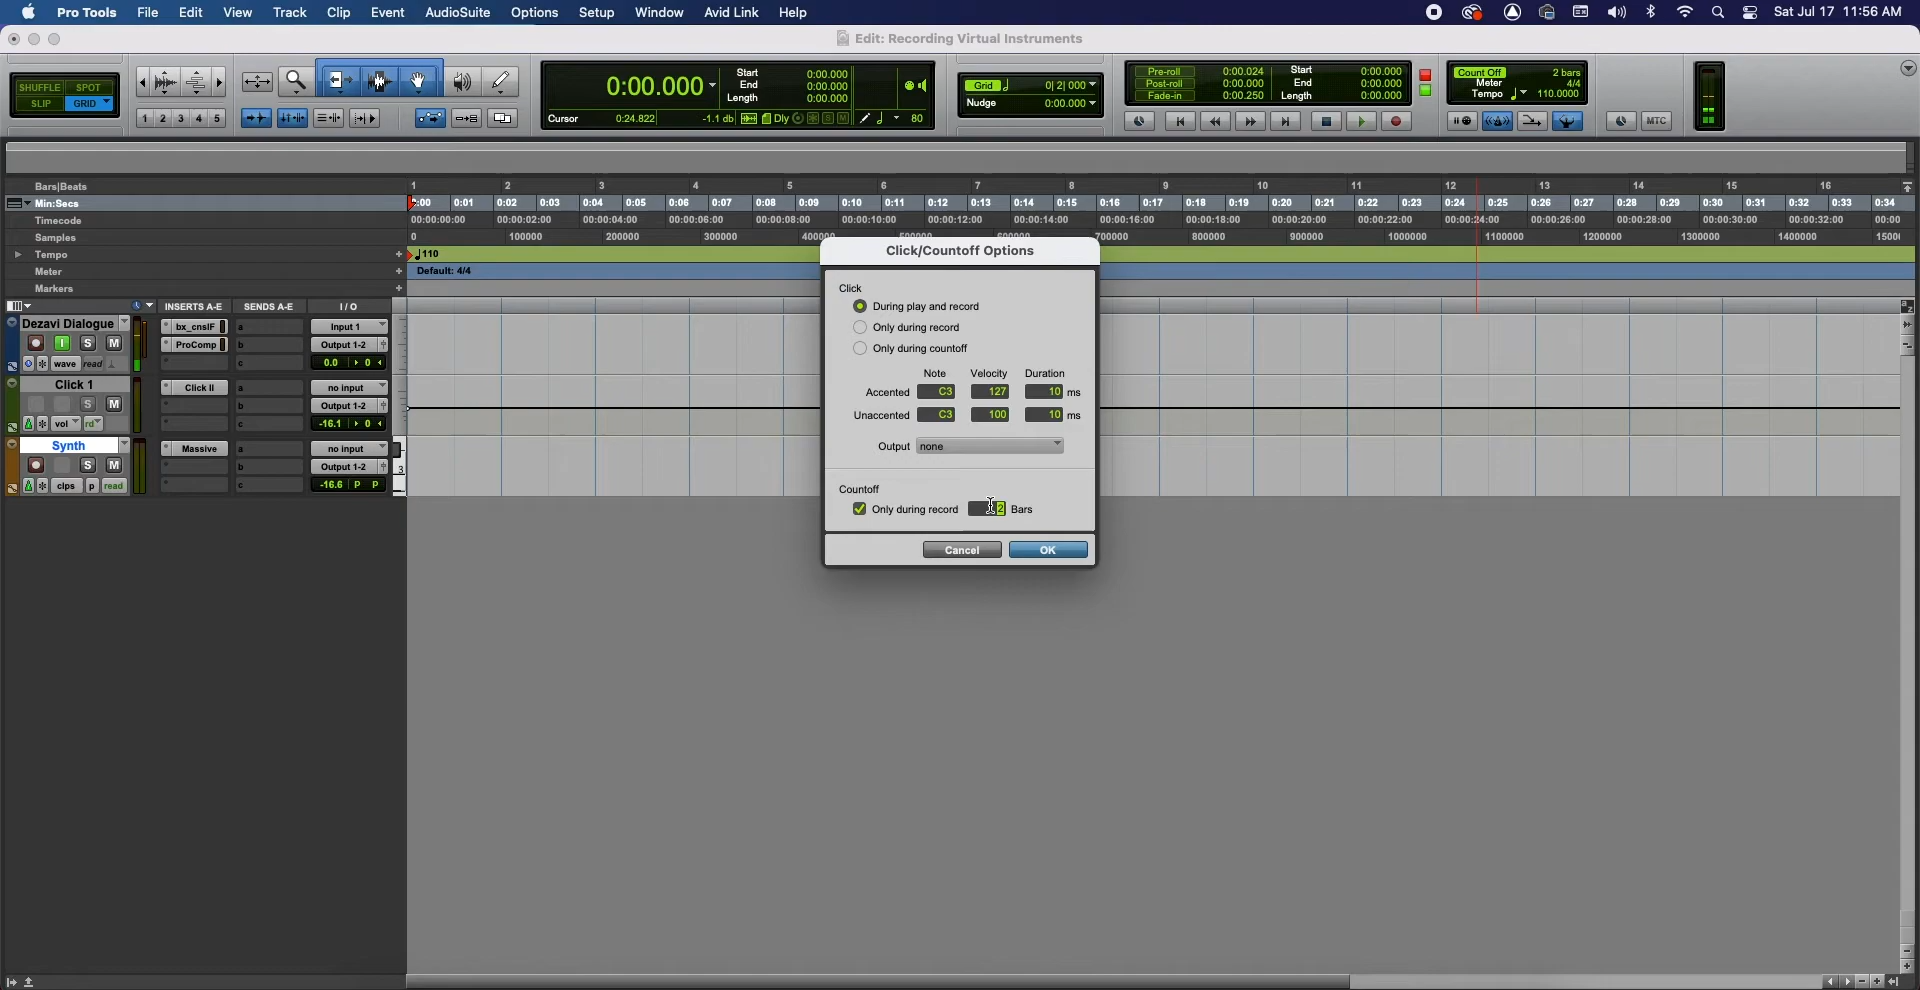 Pro Tools File Edit View Track Clip Event AudioSuite Options Setup Window Avid Link Help Sat Jul 17 11:56 AM
Edit: Recording Virtual Instruments
SHUFFLE SPOT
SLIP GRID
1 2 3 4 5
0:00.000
Start 0:00.000
End 0:00.000
Length 0:00.000
Cursor 0:24.822 -1.1 db Dly S M 80
Grid 0| 2| 000
Nudge 0:00.000
Pre-roll 0:00.024 Start 0:00.000
Post-roll 0:00.000 End 0:00.000
Fade-in 0:00.250 Length 0:00.000
Count Off 2 bars
Meter 4/4
Tempo 110.0000
MTC
Bars|Beats 1 2 3 4 5 6 7 8 9 10 11 12 13 14 15 16
Min:Secs :00 0:01 0:02 0:03 0:04 0:05 0:06 0:07 0:08 0:09 0:10 0:11 0:12 0:13 0:14 0:15 0:16 0:17 0:18 0:19 0:20 0:21 0:22 0:23 0:24 0:25 0:26 0:27 0:28 0:29 0:30 0:31 0:32 0:33 0:34
Timecode 00:00:00:00 00:00:02:00 00:00:04:00 00:00:06:00 00:00:08:00 00:00:10:00 00:00:12:00 00:00:14:00 00:00:16:00 00:00:18:00 00:00:20:00 00:00:22:00 00:00:24:00 00:00:26:00 00:00:28:00 00:00:30:00 00:00:32:00 00:00
Samples 0 100000 200000 300000 400000 700000 800000 900000 1000000 1100000 1200000 1300000 1400000 1500
Tempo + 110
Meter + Default: 4/4
Markers +
INSERTS A-E SENDS A-E I / O
Dezavi Dialogue bx_cnslF a Input 1
I S M ProComp b Output 1-2
wave read c 0.0 0
Click 1 Click II a no input
S M b Output 1-2
vol rd c -16.1 0
Synth Massive a no input
S M b Output 1-2
clps p read c -16.6 P P
3
Click/Countoff Options
Click
During play and record
Only during record
Only during countoff
Note Velocity Duration
Accented C3 127 10 ms
Unaccented C3 100 10 ms
Output none
Countoff
Only during record 2 Bars
Cancel OK